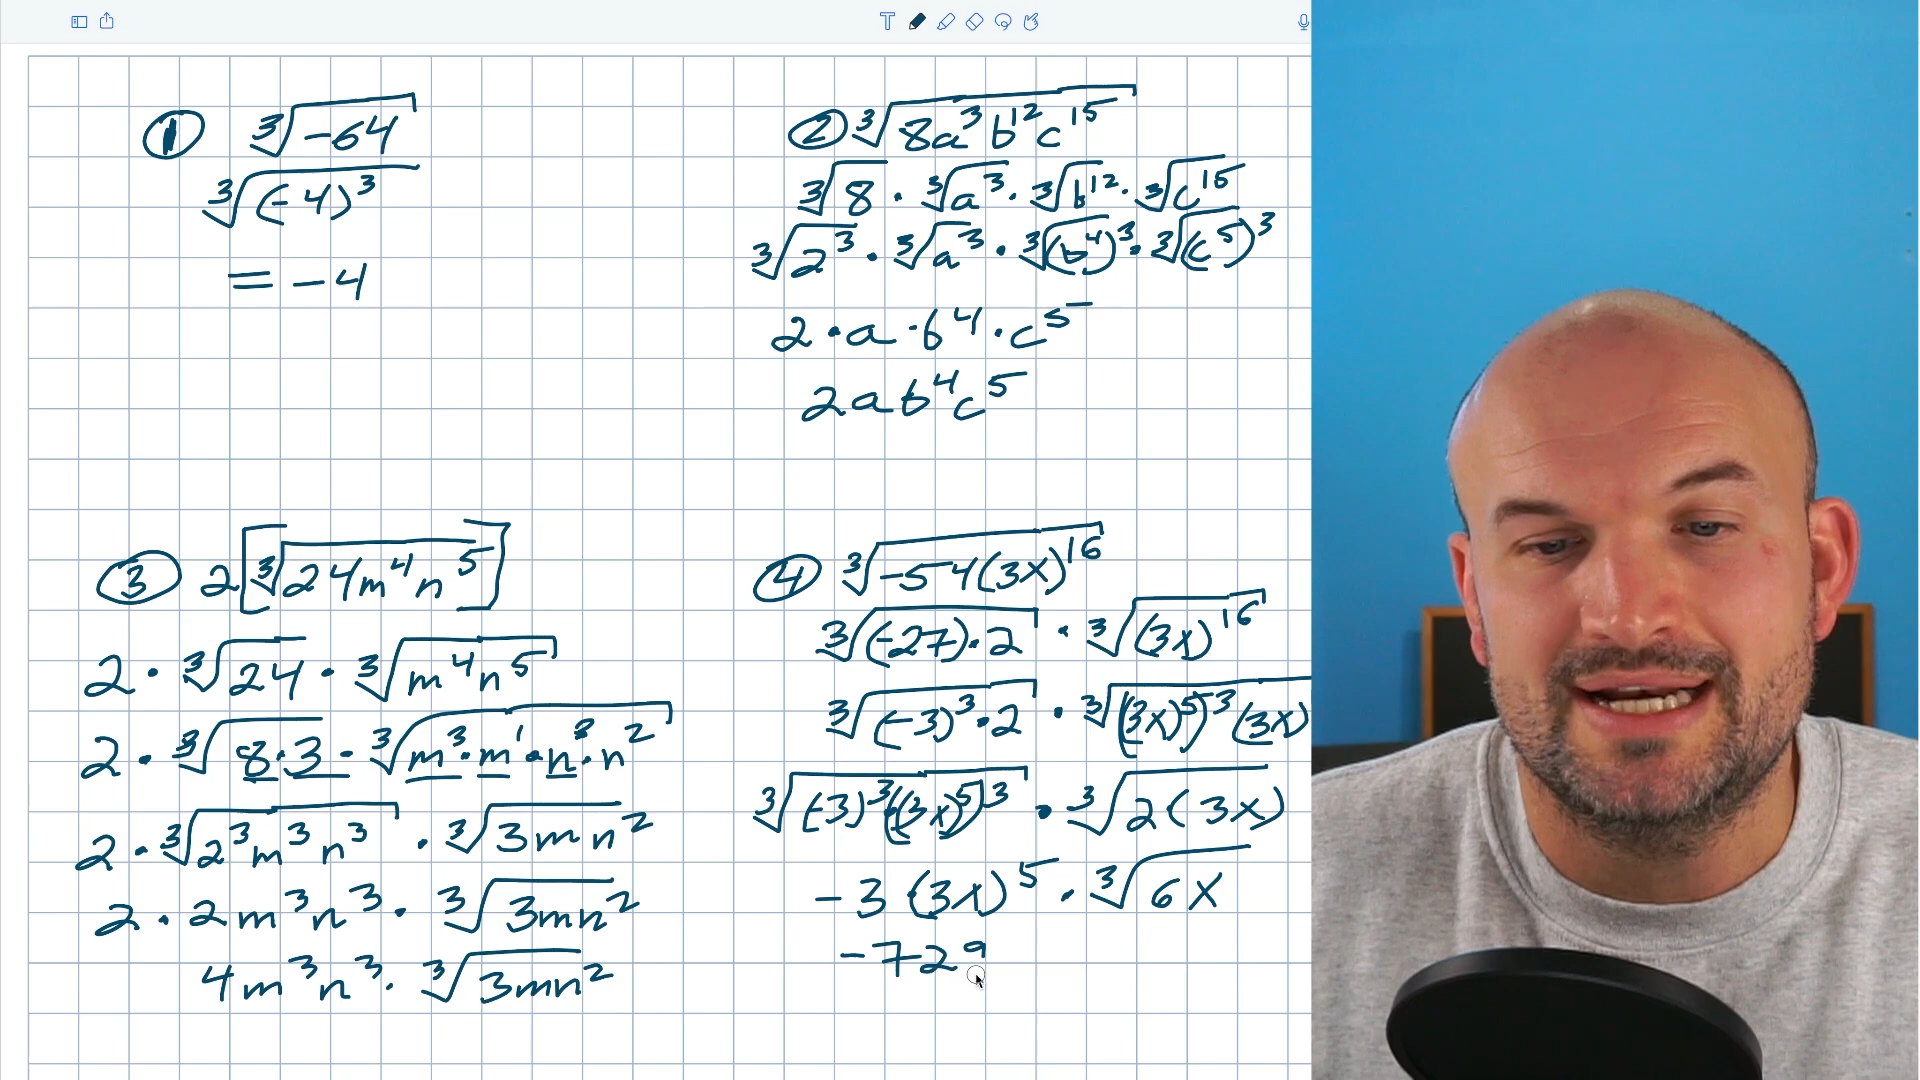 ① ∛(-64)
∛((-4)³)
= -4
② ∛(8a³b¹²c¹⁵)
∛8 · ∛(a³) · ∛(b¹²) · ∛(c¹⁵)
∛(2³) · ∛(a³) · ∛((b⁴)³) · ∛((c⁵)³)
2 · a · b⁴ · c⁵
2ab⁴c⁵
③ 2[∛(24m⁴n⁵)]
2 · ∛24 · ∛(m⁴n⁵)
2 · ∛(8·3) · ∛(m³·m¹·n³·n²)
2 · ∛(2³m³n³) · ∛(3mn²)
2 · 2m³n³ · ∛(3mn²)
4m³n³ · ∛(3mn²)
④ ∛(-54(3x)¹⁶)
∛((-27)·2) · ∛((3x)¹⁶)
∛((-3)³·2) · ∛(((3x)⁵)³(3x)
∛((-3)³((3x)⁵)³) · ∛(2(3x))
-3(3x)⁵ · ∛(6x)
-729